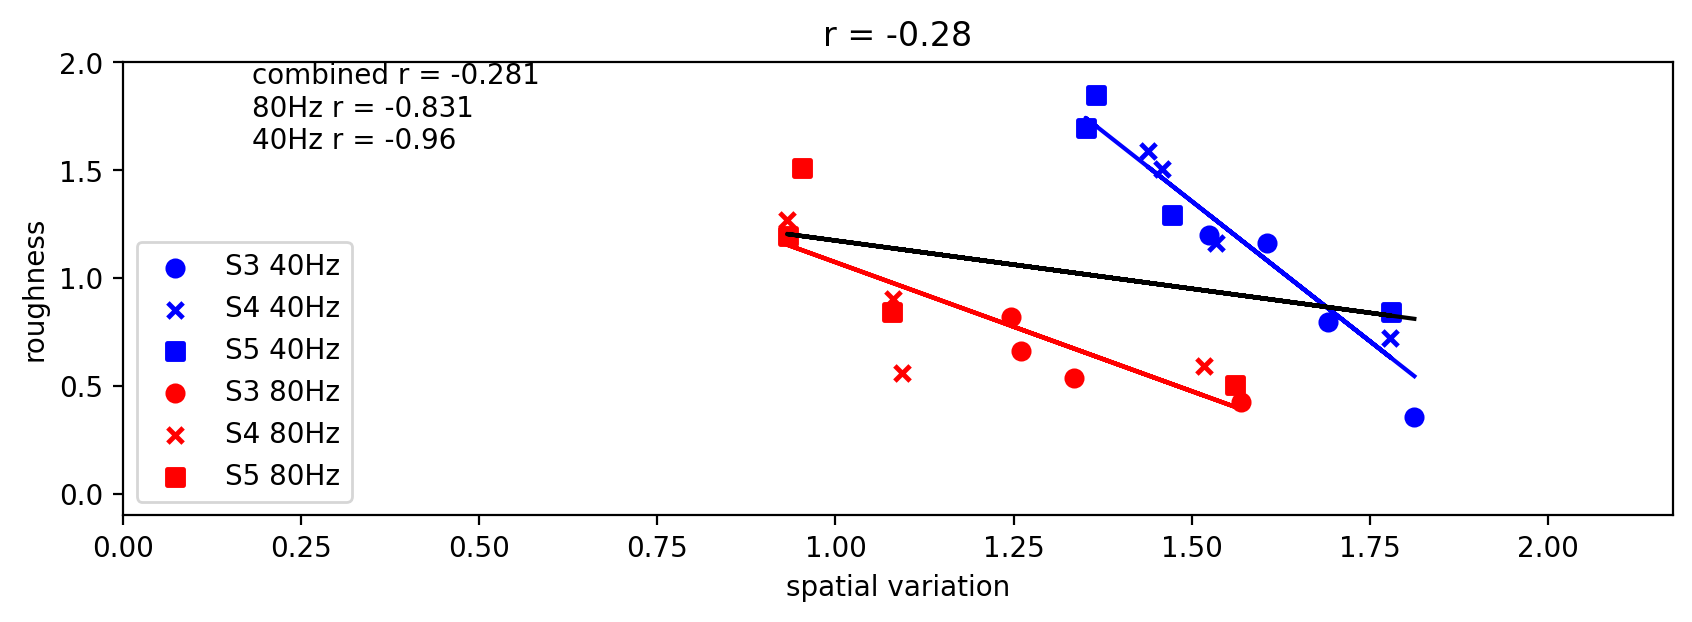 r = -0.28
combined r = -0.281
80Hz r = -0.831
40Hz r = -0.96
roughness
2.0
1.5
1.0
0.5
0.0
S3 40Hz
S4 40Hz
S5 40Hz
S3 80Hz
S4 80Hz
S5 80Hz
0.00 0.25 0.50 0.75 1.00 1.25 1.50 1.75 2.00
spatial variation